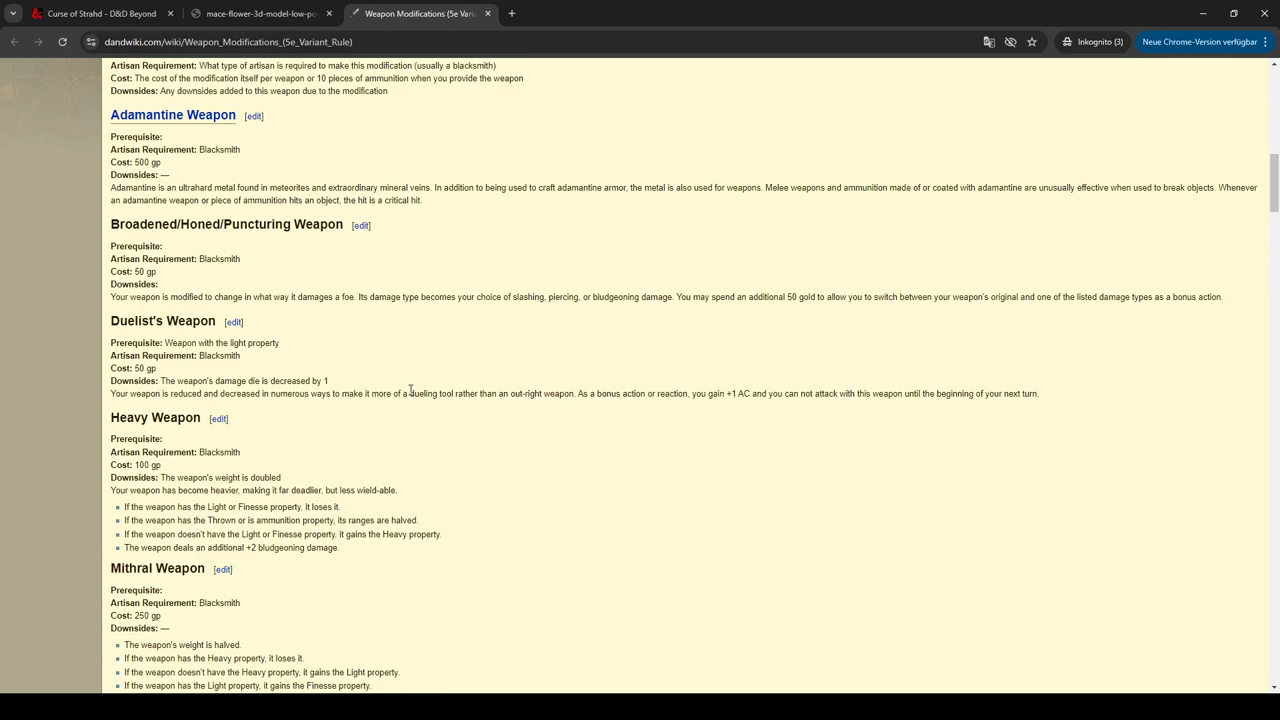 Curse of Strahd - D&D Beyond
mace-flower-3d-model-low-po
Weapon Modifications (5e Varia
dandwiki.com/wiki/Weapon_Modifications_(5e_Variant_Rule)
Inkognito (3)
Neue Chrome-Version verfügbar
Artisan Requirement: What type of artisan is required to make this modification (usually a blacksmith)
Cost: The cost of the modification itself per weapon or 10 pieces of ammunition when you provide the weapon
Downsides: Any downsides added to this weapon due to the modification
Adamantine Weapon [edit]
Prerequisite:
Artisan Requirement: Blacksmith
Cost: 500 gp
Downsides: —
Adamantine is an ultrahard metal found in meteorites and extraordinary mineral veins. In addition to being used to craft adamantine armor, the metal is also used for weapons. Melee weapons and ammunition made of or coated with adamantine are unusually effective when used to break objects. Whenever
an adamantine weapon or piece of ammunition hits an object, the hit is a critical hit.
Broadened/Honed/Puncturing Weapon [edit]
Prerequisite:
Artisan Requirement: Blacksmith
Cost: 50 gp
Downsides:
Your weapon is modified to change in what way it damages a foe. Its damage type becomes your choice of slashing, piercing, or bludgeoning damage. You may spend an additional 50 gold to allow you to switch between your weapon's original and one of the listed damage types as a bonus action.
Duelist's Weapon [edit]
Prerequisite: Weapon with the light property
Artisan Requirement: Blacksmith
Cost: 50 gp
Downsides: The weapon's damage die is decreased by 1
Your weapon is reduced and decreased in numerous ways to make it more of a dueling tool rather than an out-right weapon. As a bonus action or reaction, you gain +1 AC and you can not attack with this weapon until the beginning of your next turn.
Heavy Weapon [edit]
Prerequisite:
Artisan Requirement: Blacksmith
Cost: 100 gp
Downsides: The weapon's weight is doubled
Your weapon has become heavier, making it far deadlier, but less wield-able.
If the weapon has the Light or Finesse property, it loses it.
If the weapon has the Thrown or is ammunition property, its ranges are halved.
If the weapon doesn't have the Light or Finesse property, it gains the Heavy property.
The weapon deals an additional +2 bludgeoning damage.
Mithral Weapon [edit]
Prerequisite:
Artisan Requirement: Blacksmith
Cost: 250 gp
Downsides: —
The weapon's weight is halved.
If the weapon has the Heavy property, it loses it.
If the weapon doesn't have the Heavy property, it gains the Light property.
If the weapon has the Light property, it gains the Finesse property.